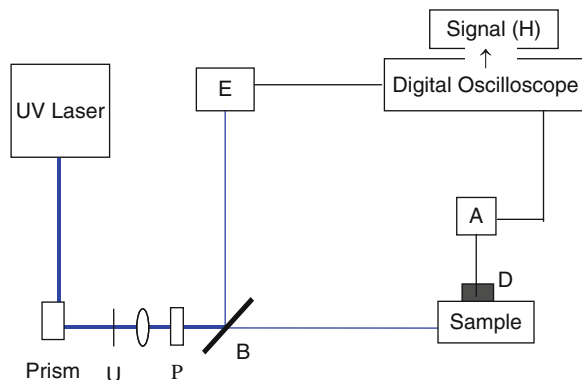 Signal (H)
UV Laser
E
Digital Oscilloscope
A
D
Sample
B
Prism
U
P